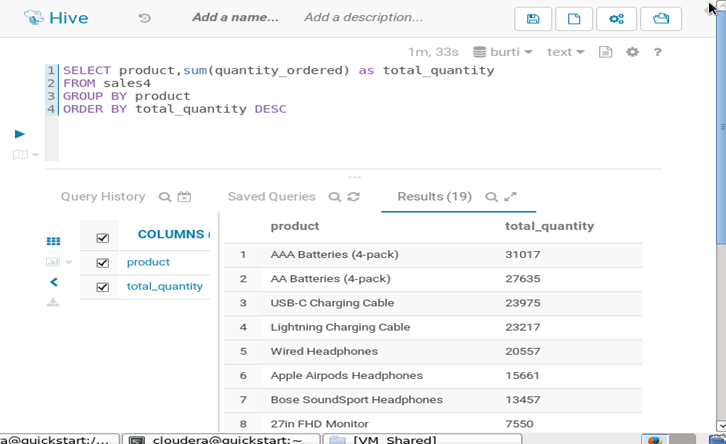 Hive Add a name... Add a description...
1m, 33s burti text ?
1 SELECT product,sum(quantity_ordered) as total_quantity
2 FROM sales4
3 GROUP BY product
4 ORDER BY total_quantity DESC
Query History Saved Queries Results (19)
COLUMNS (
product
total_quantity
product total_quantity
1 AAA Batteries (4-pack) 31017
2 AA Batteries (4-pack) 27635
3 USB-C Charging Cable 23975
4 Lightning Charging Cable 23217
5 Wired Headphones 20557
6 Apple Airpods Headphones 15661
7 Bose SoundSport Headphones 13457
8 27in FHD Monitor 7550
a@quickstart:/... cloudera@quickstart:~ [VM_Shared]